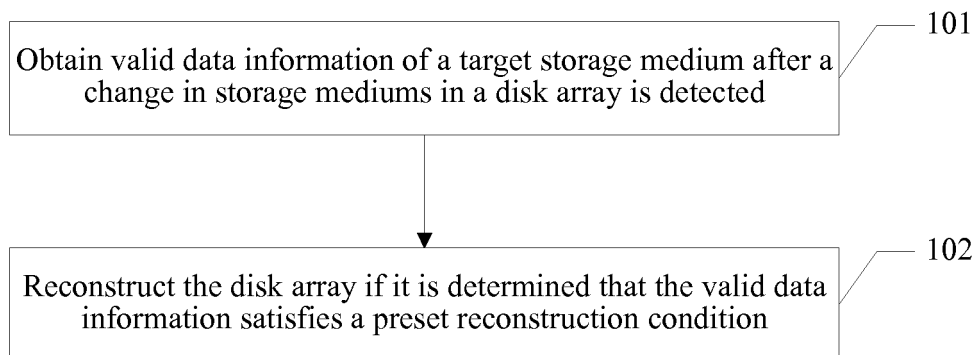 101
Obtain valid data information of a target storage medium after a
change in storage mediums in a disk array is detected
102
Reconstruct the disk array if it is determined that the valid data
information satisfies a preset reconstruction condition